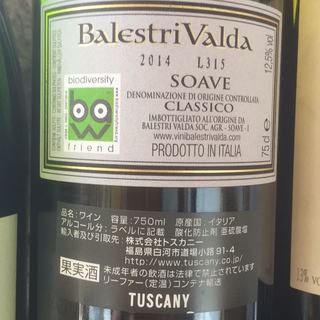 BalestriValda
2014 L315
SOAVE
DENOMINAZIONE DI ORIGINE CONTROLLATA
CLASSICO
IMBOTTIGLIATO ALL'ORIGINE DA
BALESTRI VALDA SOC. AGR. - SOAVE - I
www.vinibalestrivalda.com
PRODOTTO IN ITALIA
12,5% vol
75 cl e
biodiversity
friend
品名：ワイン 容量：750ml 原産国：イタリア
アルコール分：ラベルに記載 酸化防止剤 亜硫酸塩
輸入者及び引取先：株式会社トスカニー
福島県白河市道場小路91-4
http://www.tuscany.co.jp/
果実酒
未成年者の飲酒は法律で禁止されています
リーファー(定温)コンテナ輸送
TUSCANY
13%